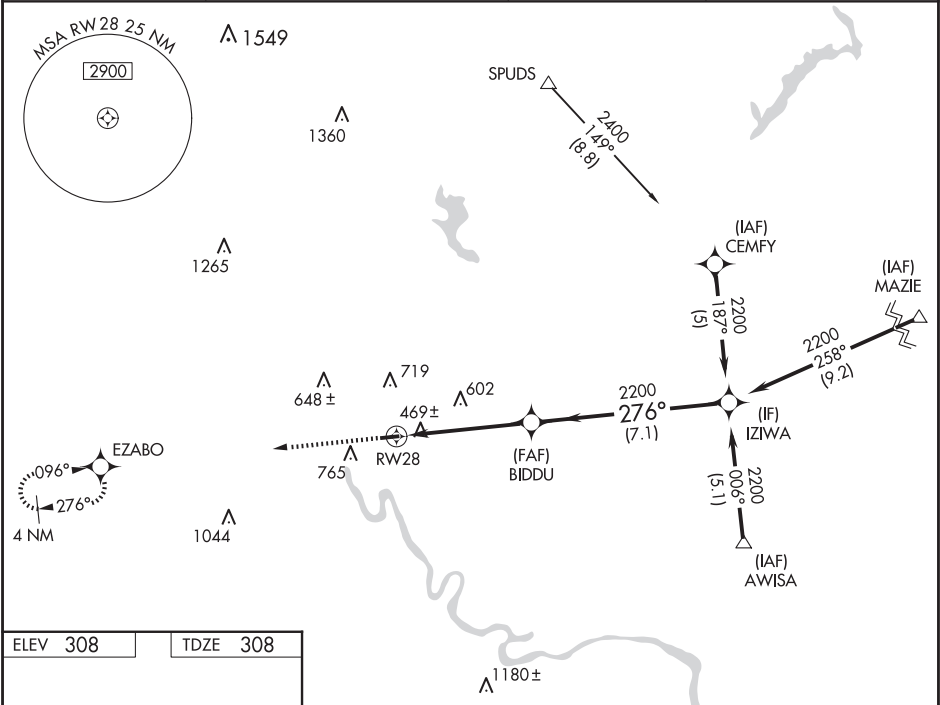 MSA RW 28 25 NM
2900
1549
1360
1265
SPUDS
2400
149°
(8.8)
(IAF)
CEMFY
2200
187°
(5)
(IAF)
MAZIE
2200
258°
(9.2)
719
648 ±
602
469 ±
2200
276°
(7.1)
(IF)
IZIWA
EZABO
096°
276°
4 NM
765
RW28
(FAF)
BIDDU
2200
006°
(5.1)
1044
(IAF)
AWISA
ELEV 308
TDZE 308
1180 ±